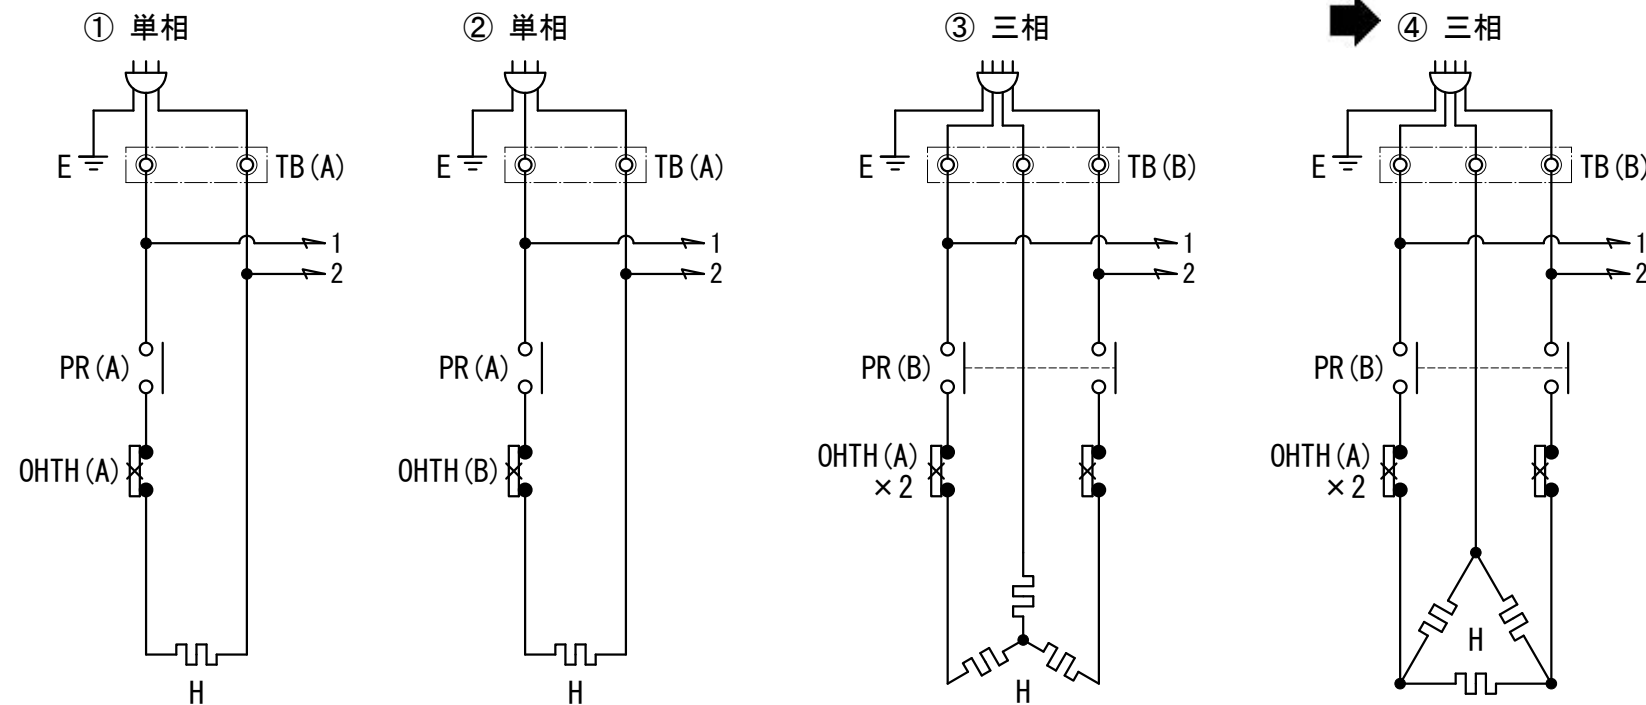 ① 単相
② 単相
③ 三相
④ 三相
E
TB(A)
E
TB(A)
E
TB(B)
E
TB(B)
1
1
1
1
2
2
2
2
PR(A)
PR(A)
PR(B)
PR(B)
OHTH(A)
OHTH(B)
OHTH(A)
×2
OHTH(A)
×2
H
H
H
H